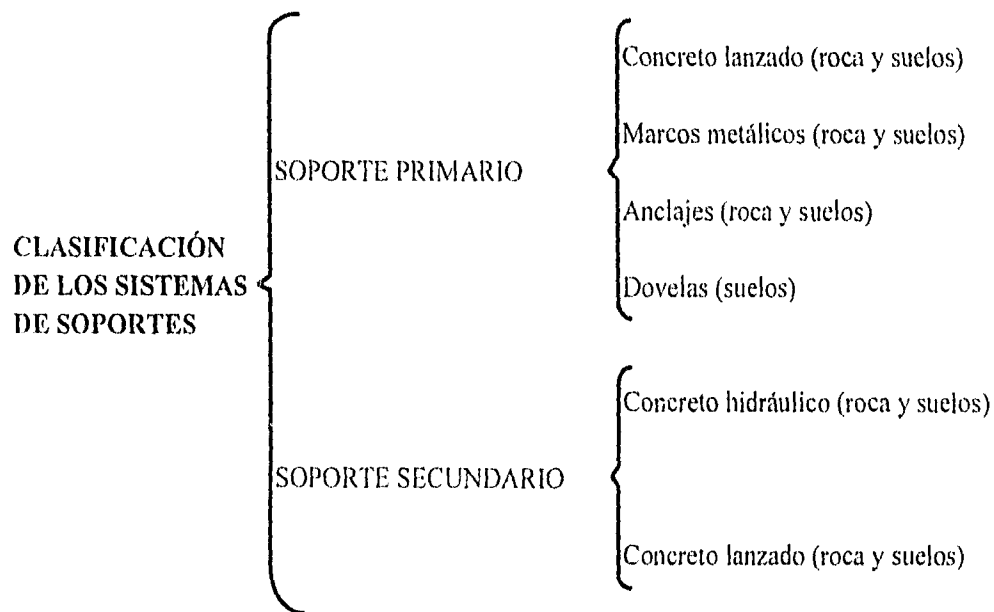 CLASIFICACIÓN
DE LOS SISTEMAS
DE SOPORTES
SOPORTE PRIMARIO
Concreto lanzado (roca y suelos)
Marcos metálicos (roca y suelos)
Anclajes (roca y suelos)
Dovelas (suelos)
SOPORTE SECUNDARIO
Concreto hidráulico (roca y suelos)
Concreto lanzado (roca y suelos)